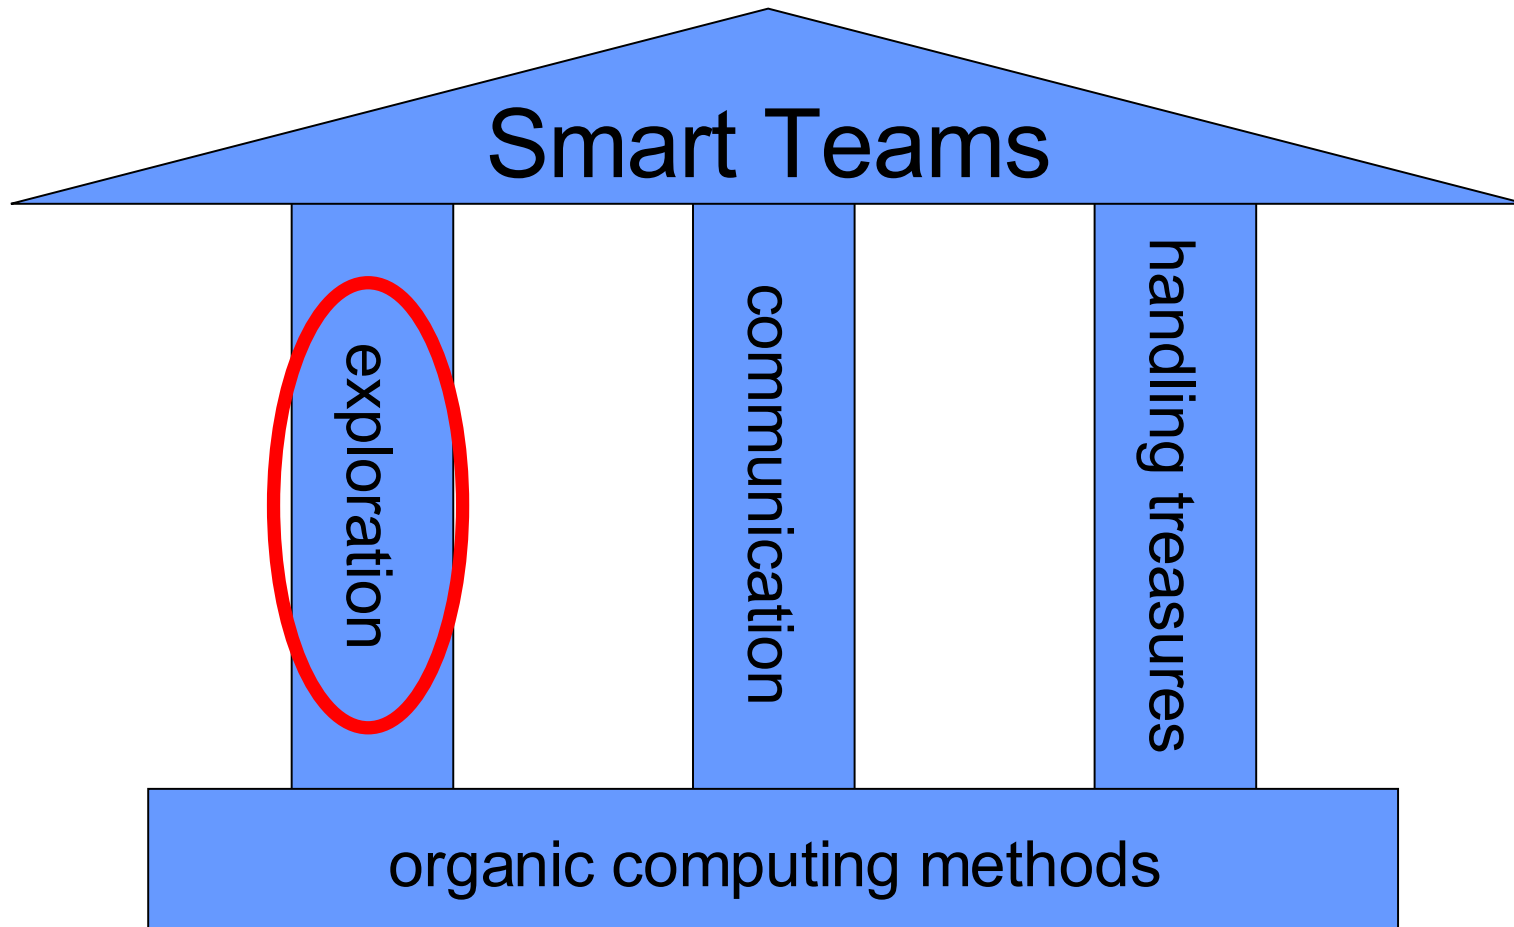 Smart Teams
exploration
communication
handling treasures
organic computing methods